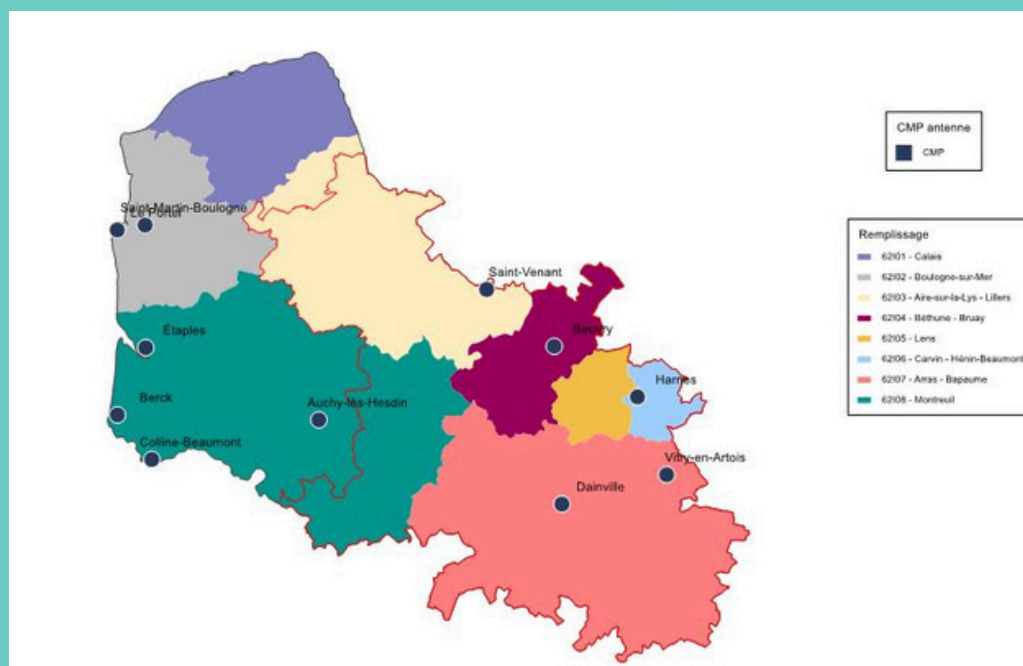 CMP antenne
CMP
Saint-Martin-Boulogne
Le Portel
Saint-Venant
Remplissage
62I01 - Calais
62I02 - Boulogne-sur-Mer
62I03 - Aire-sur-la-Lys - Lillers
62I04 - Béthune - Bruay
62I05 - Lens
62I06 - Carvin - Hénin-Beaumont
62I07 - Arras - Bapaume
62I08 - Montreuil
Étaples
Beuvry
Harnes
Berck
Auchy-lès-Hesdin
Colline-Beaumont
Vitry-en-Artois
Dainville